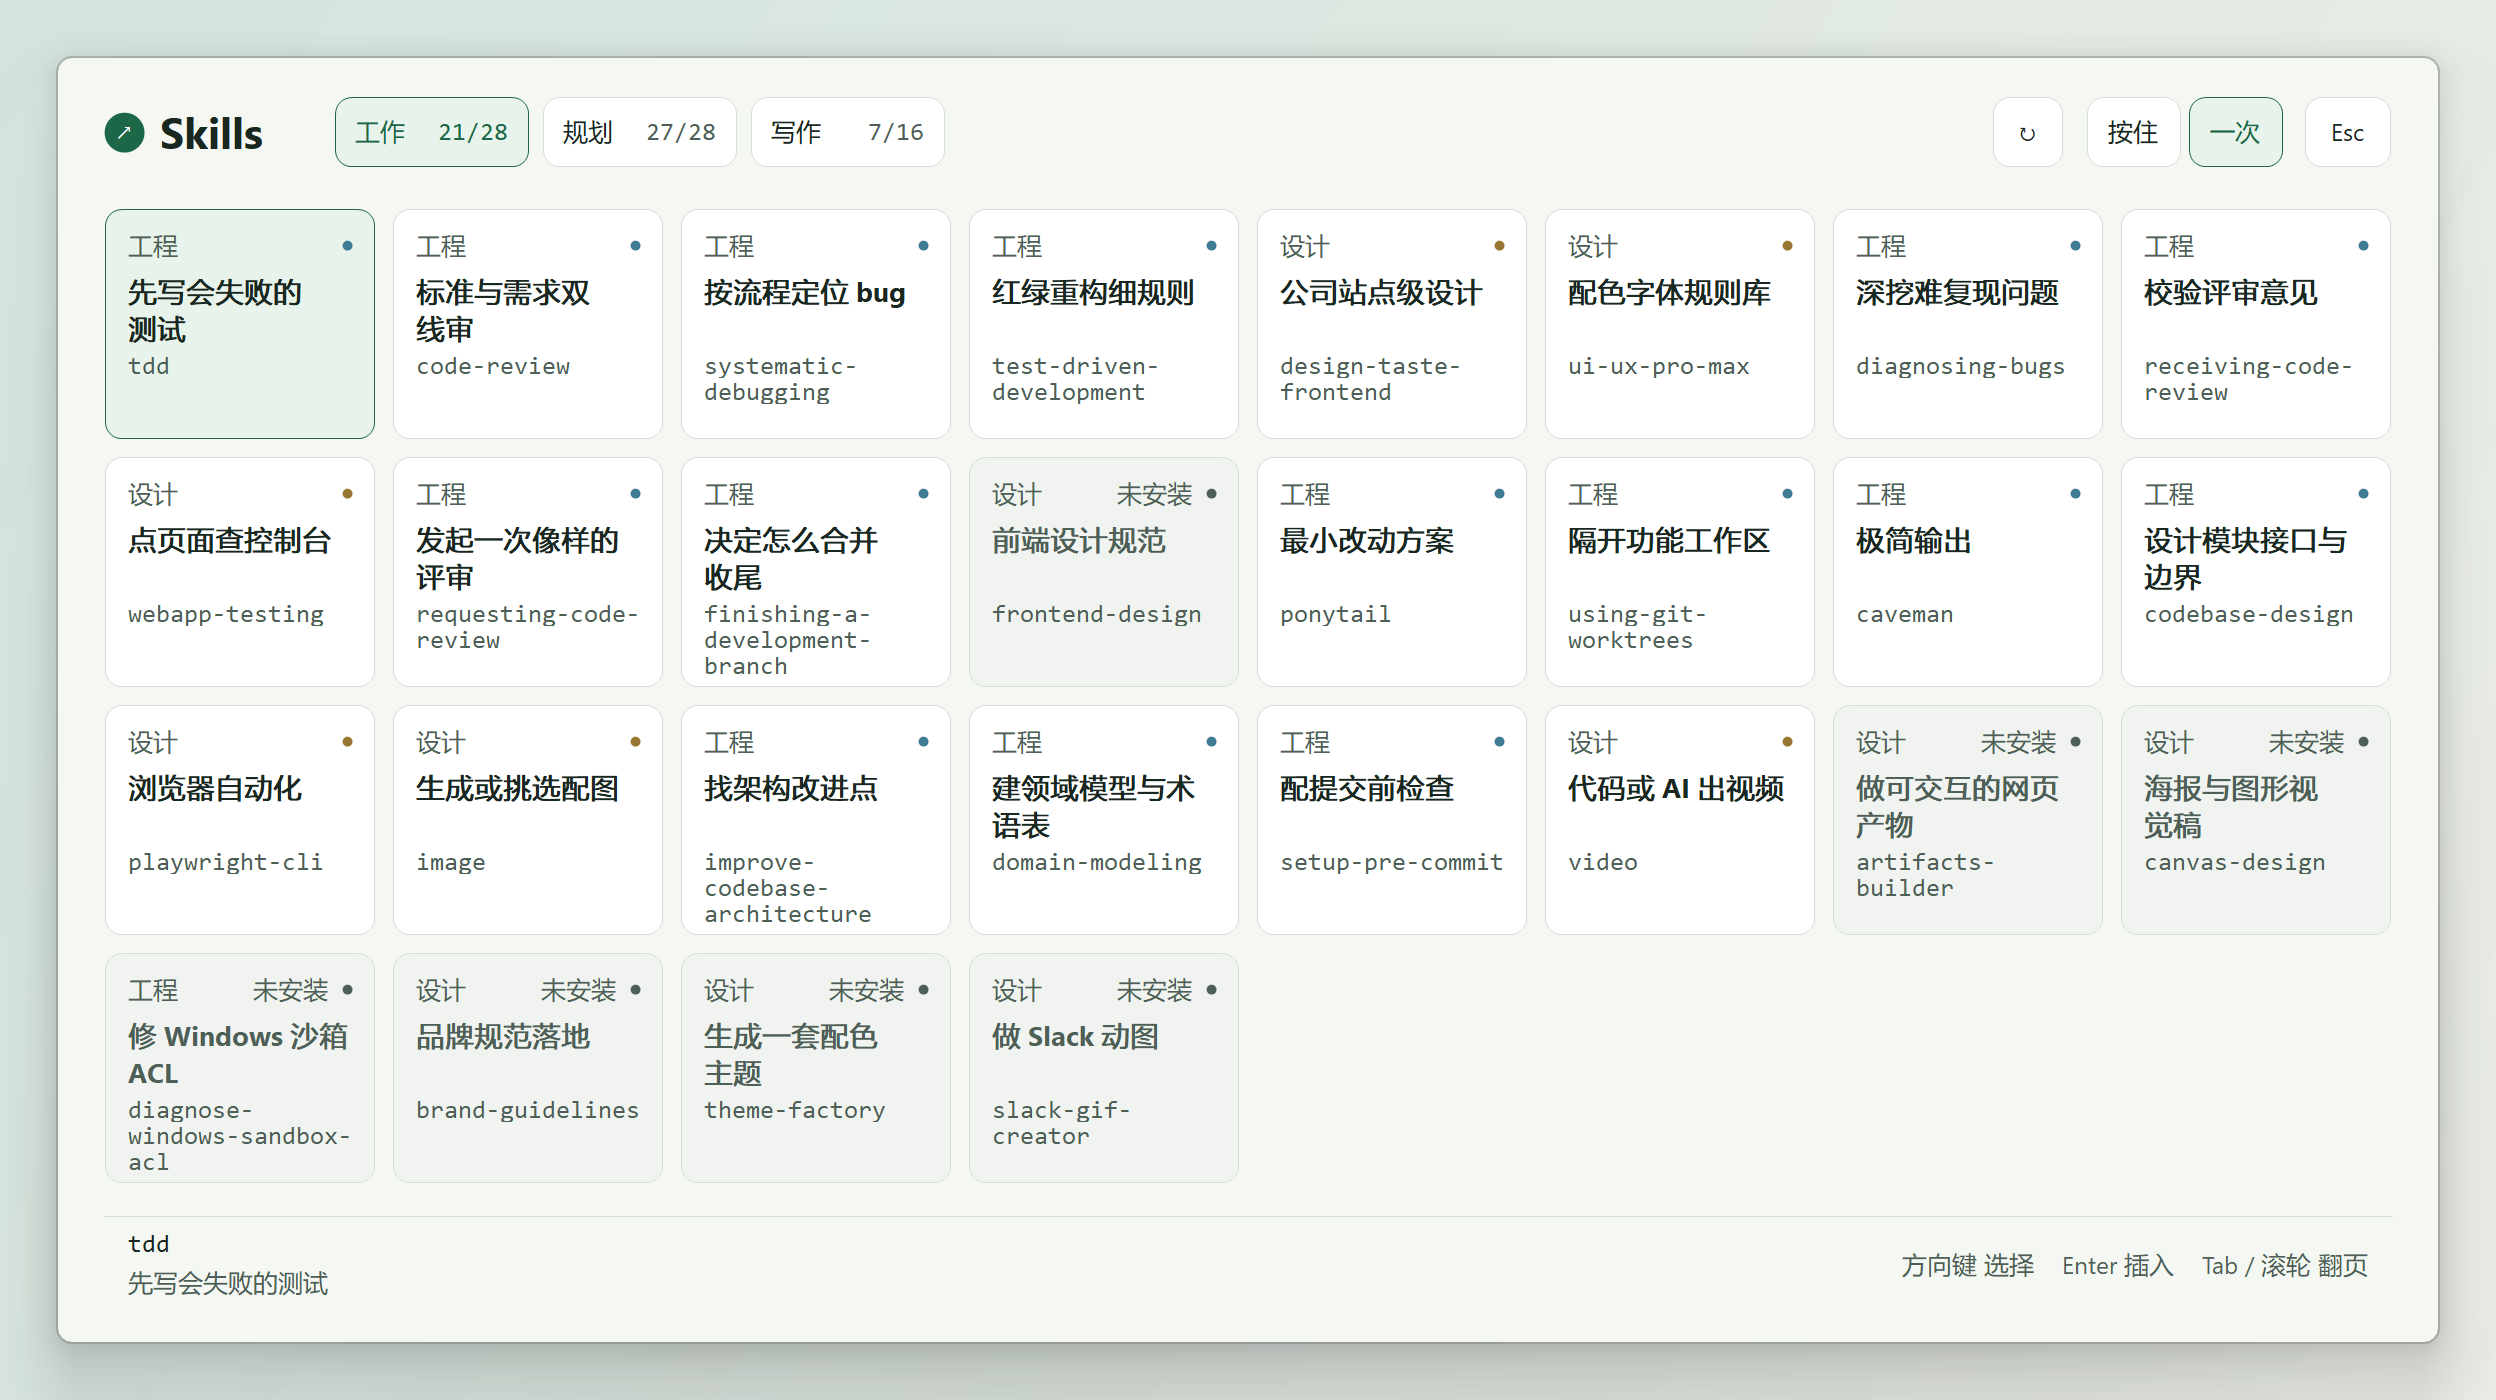 Skills
工作 21/28
规划 27/28
写作 7/16
↻
按住
一次
Esc
工程
先写会失败的
测试
tdd
工程
标准与需求双
线审
code-review
工程
按流程定位 bug
systematic-
debugging
工程
红绿重构细规则
test-driven-
development
设计
公司站点级设计
design-taste-
frontend
设计
配色字体规则库
ui-ux-pro-max
工程
深挖难复现问题
diagnosing-bugs
工程
校验评审意见
receiving-code-
review
设计
点页面查控制台
webapp-testing
工程
发起一次像样的
评审
requesting-code-
review
工程
决定怎么合并
收尾
finishing-a-
development-
branch
设计 未安装
前端设计规范
frontend-design
工程
最小改动方案
ponytail
工程
隔开功能工作区
using-git-
worktrees
工程
极简输出
caveman
工程
设计模块接口与
边界
codebase-design
设计
浏览器自动化
playwright-cli
设计
生成或挑选配图
image
工程
找架构改进点
improve-
codebase-
architecture
工程
建领域模型与术
语表
domain-modeling
工程
配提交前检查
setup-pre-commit
设计
代码或 AI 出视频
video
设计 未安装
做可交互的网页
产物
artifacts-
builder
设计 未安装
海报与图形视
觉稿
canvas-design
工程 未安装
修 Windows 沙箱
ACL
diagnose-
windows-sandbox-
acl
设计 未安装
品牌规范落地
brand-guidelines
设计 未安装
生成一套配色
主题
theme-factory
设计 未安装
做 Slack 动图
slack-gif-
creator
tdd
先写会失败的测试
方向键 选择 Enter 插入 Tab / 滚轮 翻页